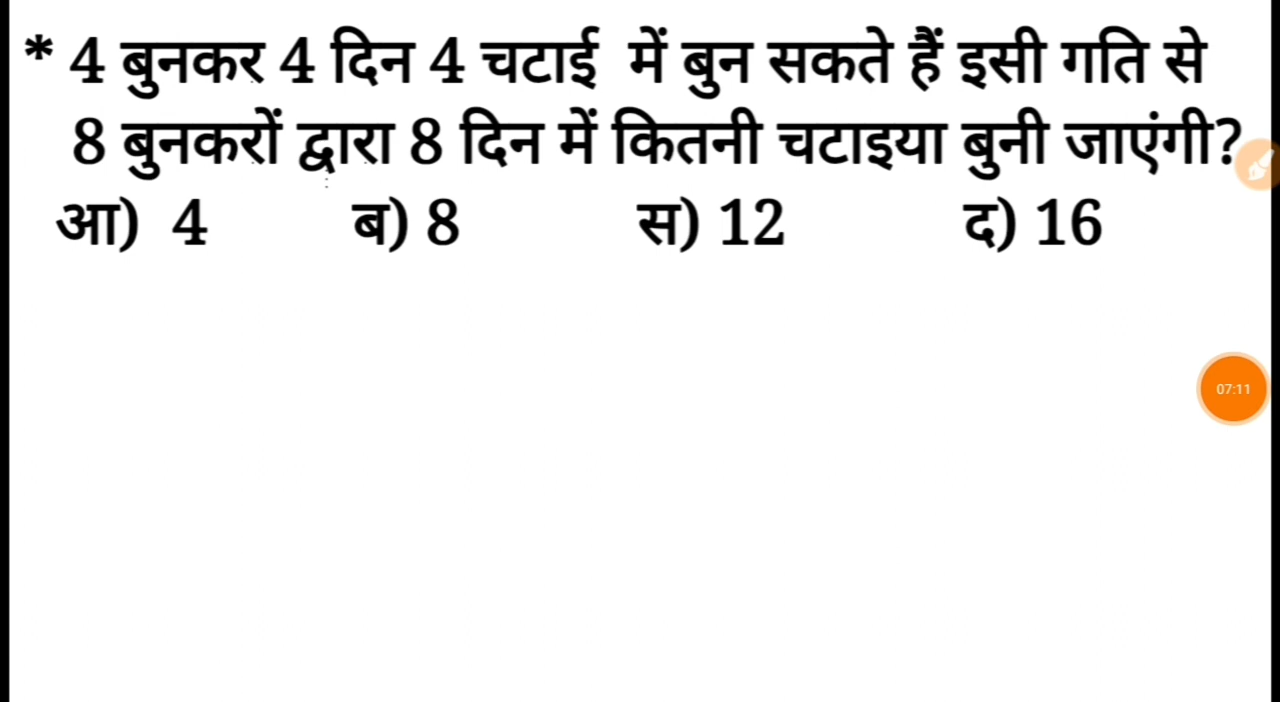 * 4 बुनकर 4 दिन 4 चटाई में बुन सकते हैं इसी गति से
8 बुनकरों द्वारा 8 दिन में कितनी चटाइया बुनी जाएंगी?
आ) 4 ब) 8 स) 12 द) 16
07:11